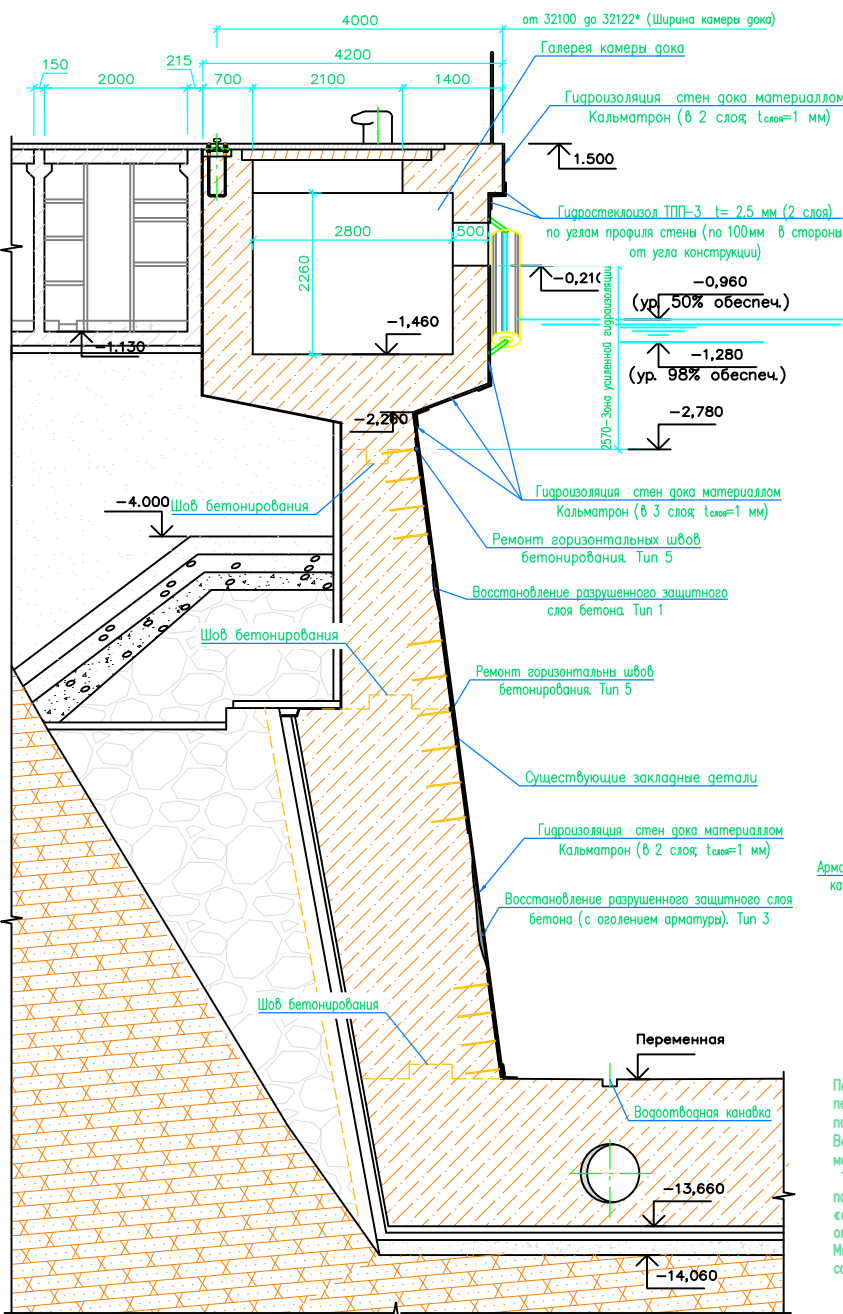 4000
от 32100 до 32122* (Ширина камеры дока)
Галерея камеры дока
4200
150
215
2000
700
2100
1400
Гидроизоляция стен дока материаллом
Кальматрон (в 2 слоя; tслоя=1 мм)
1.500
Гидростеклоизол ТПП-3 t= 2.5 мм (2 слоя)
по углам профиля стены (по 100мм в стороны
от угла конструкции)
2800
500
2260
-0,210
-0,960
(ур. 50% обеспеч.)
-1,460
-1.130
-1,280
(ур. 98% обеспеч.)
2570-Зона усиленной гидроизоляции
-2,780
-2,260
-4.000
Шов бетонирования
Гидроизоляция стен дока материаллом
Кальматрон (в 3 слоя; tслоя=1 мм)
Ремонт горизонтальных швов
бетонирования. Тип 5
Восстановление разрушенного защитного
слоя бетона. Тип 1
Шов бетонирования
Ремонт горизонтальны швов
бетонирования. Тип 5
Существующие закладные детали
Гидроизоляция стен дока материаллом
Кальматрон (в 2 слоя; tслоя=1 мм)
Восстановление разрушенного защитного слоя
бетона (с оголением арматуры). Тип 3
Шов бетонирования
Переменная
Водоотводная канавка
-13,660
-14,060